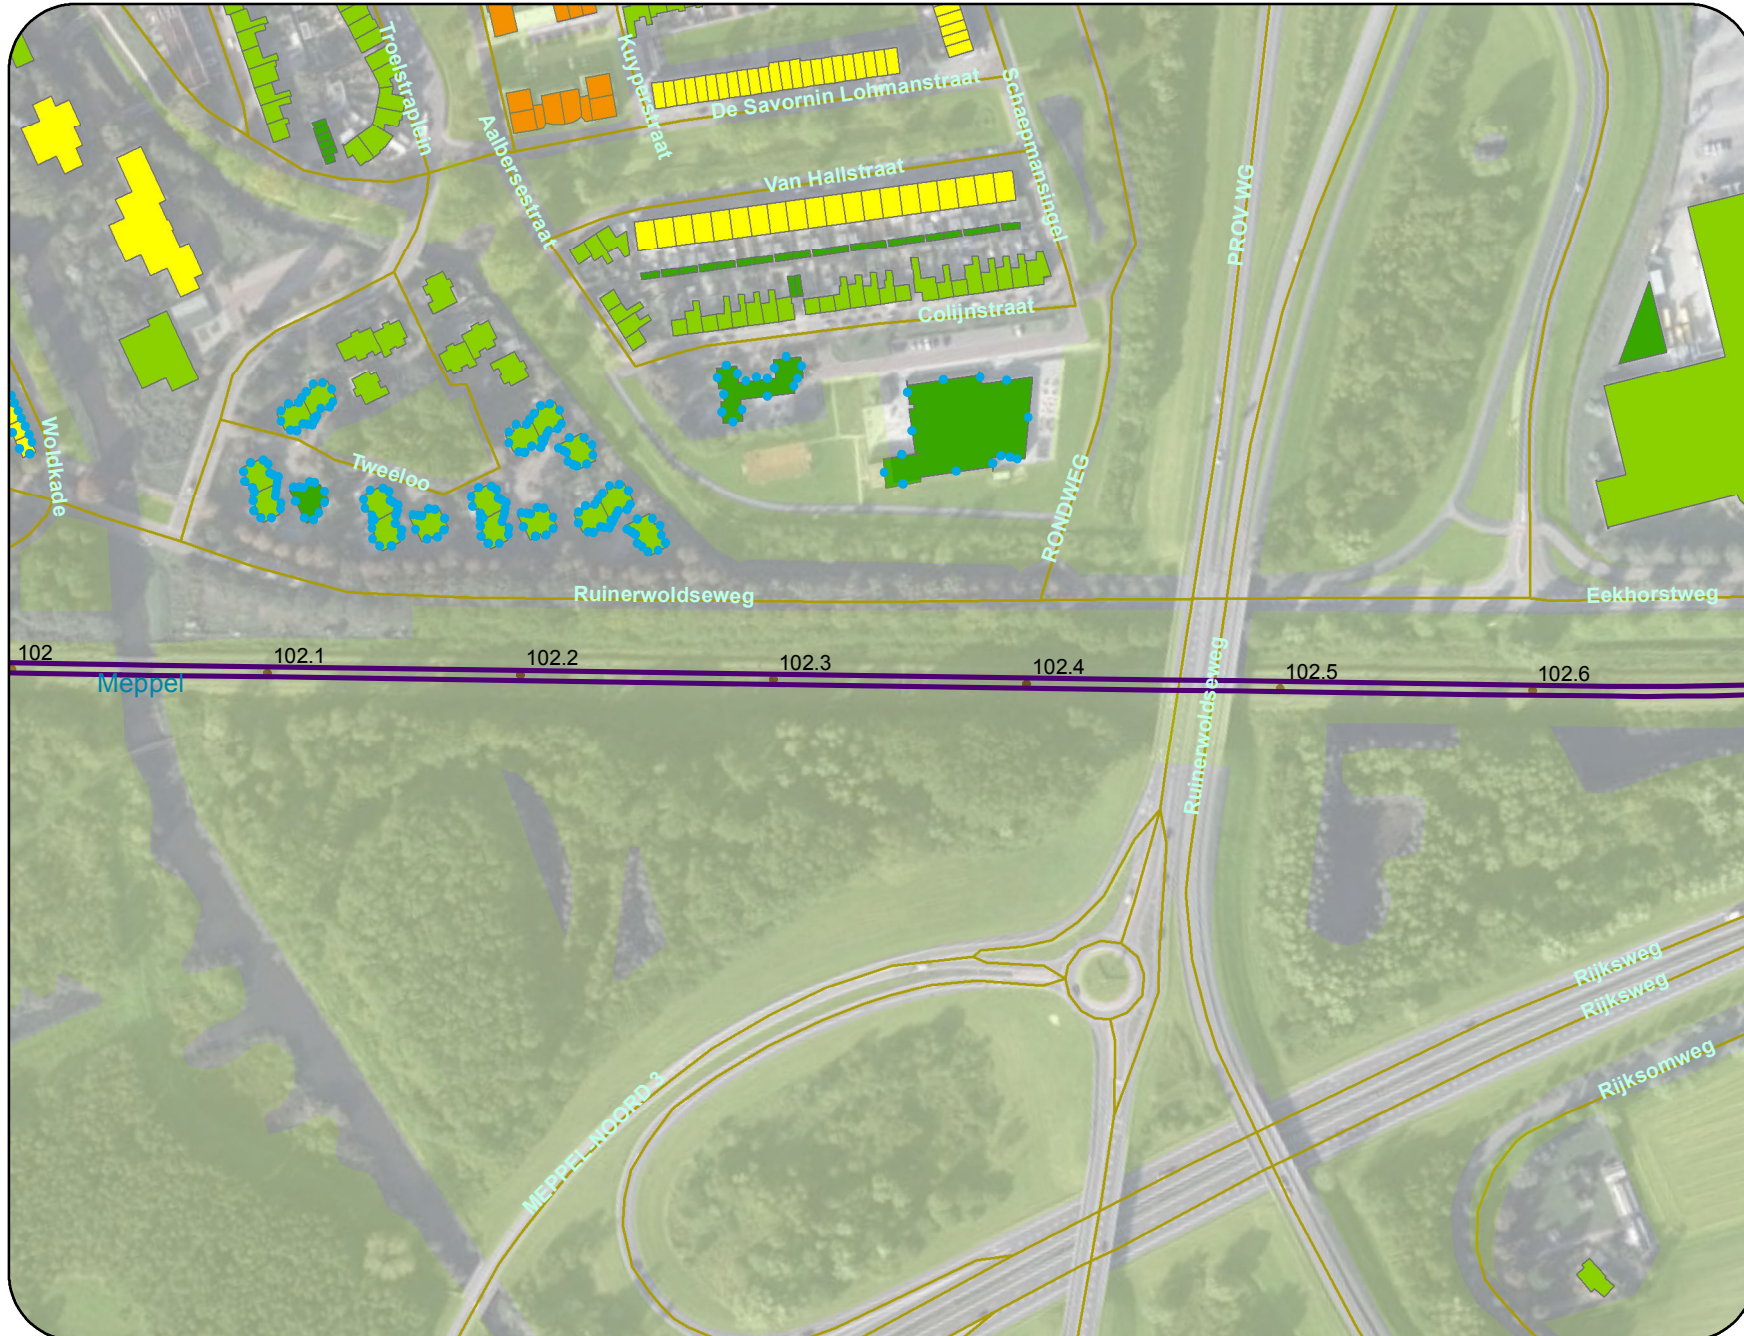 Troelstraplein
Kuyperstraat
De Savornin Lohmanstraat
Schaepmansingel
Aalbersestraat
Van Hallstraat
PROV WG
Colijnstraat
Woldkade
Tweeloo
RONDWEG
Ruinerwoldseweg
Eekhorstweg
102
102.1
102.2
102.3
102.4
102.5
102.6
Meppel
Ruinerwoldseweg
Rijksweg
Rijksweg
Rijksomweg
MEPPEL-NOORD 3